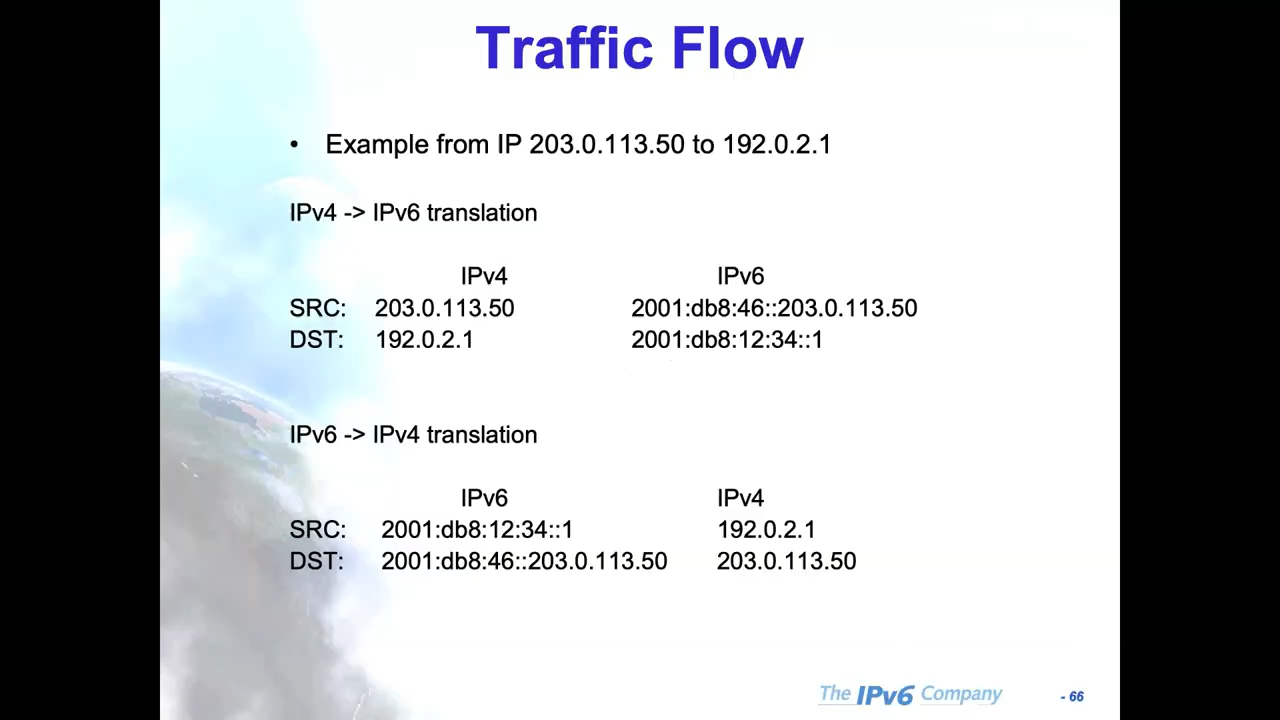 Traffic Flow
• Example from IP 203.0.113.50 to 192.0.2.1
IPv4 -> IPv6 translation
IPv4 IPv6
SRC: 203.0.113.50 2001:db8:46::203.0.113.50
DST: 192.0.2.1 2001:db8:12:34::1
IPv6 -> IPv4 translation
IPv6 IPv4
SRC: 2001:db8:12:34::1 192.0.2.1
DST: 2001:db8:46::203.0.113.50 203.0.113.50
The IPv6 Company - 66